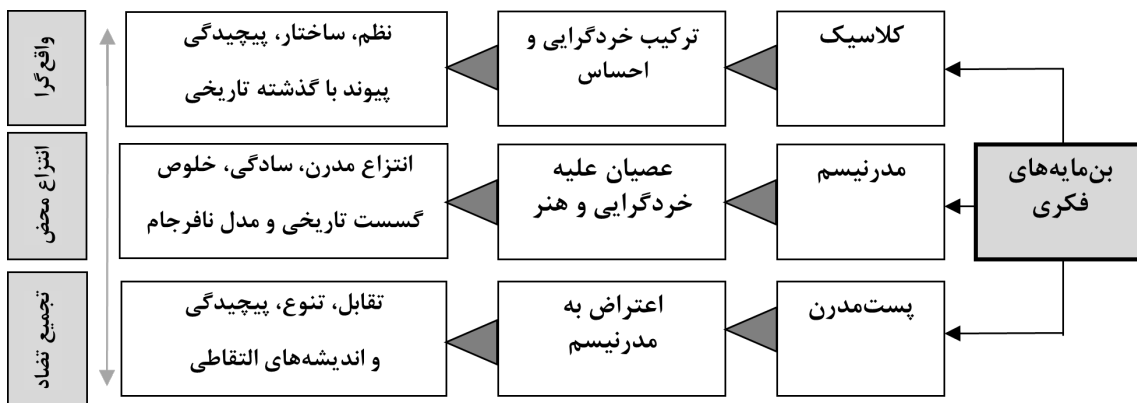 بن‌مایه‌های
فکری
کلاسیک
ترکیب خردگرایی و
احساس
نظم، ساختار، پیچیدگی
پیوند با گذشته تاریخی
واقع‌گرا
مدرنیسم
عصیان علیه
خردگرایی و هنر
انتزاع مدرن، سادگی، خلوص
گسست تاریخی و مدل نافرجام
انتزاع محض
پست‌مدرن
اعتراض به
مدرنیسم
تقابل، تنوع، پیچیدگی
و اندیشه‌های التقاطی
تجمیع تضاد